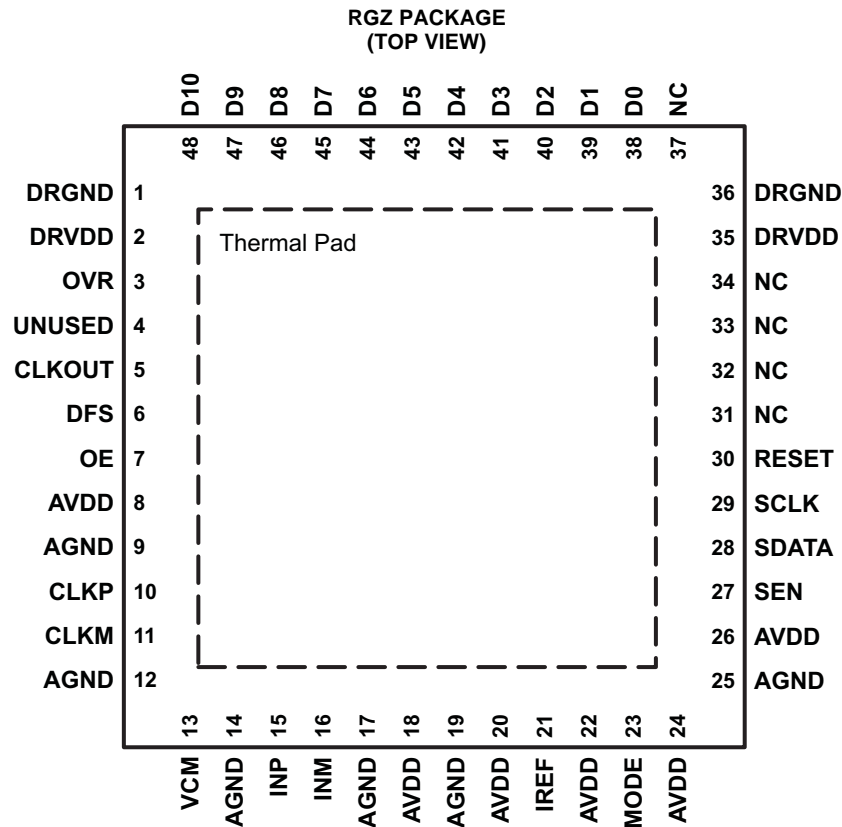 RGZ PACKAGE
(TOP VIEW)
D10 D9 D8 D7 D6 D5 D4 D3 D2 D1 D0 NC
48 47 46 45 44 43 42 41 40 39 38 37
DRGND 1 36 DRGND
DRVDD 2 Thermal Pad 35 DRVDD
OVR 3 34 NC
UNUSED 4 33 NC
CLKOUT 5 32 NC
DFS 6 31 NC
OE 7 30 RESET
AVDD 8 29 SCLK
AGND 9 28 SDATA
CLKP 10 27 SEN
CLKM 11 26 AVDD
AGND 12 25 AGND
13 14 15 16 17 18 19 20 21 22 23 24
VCM AGND INP INM AGND AVDD AGND AVDD IREF AVDD MODE AVDD